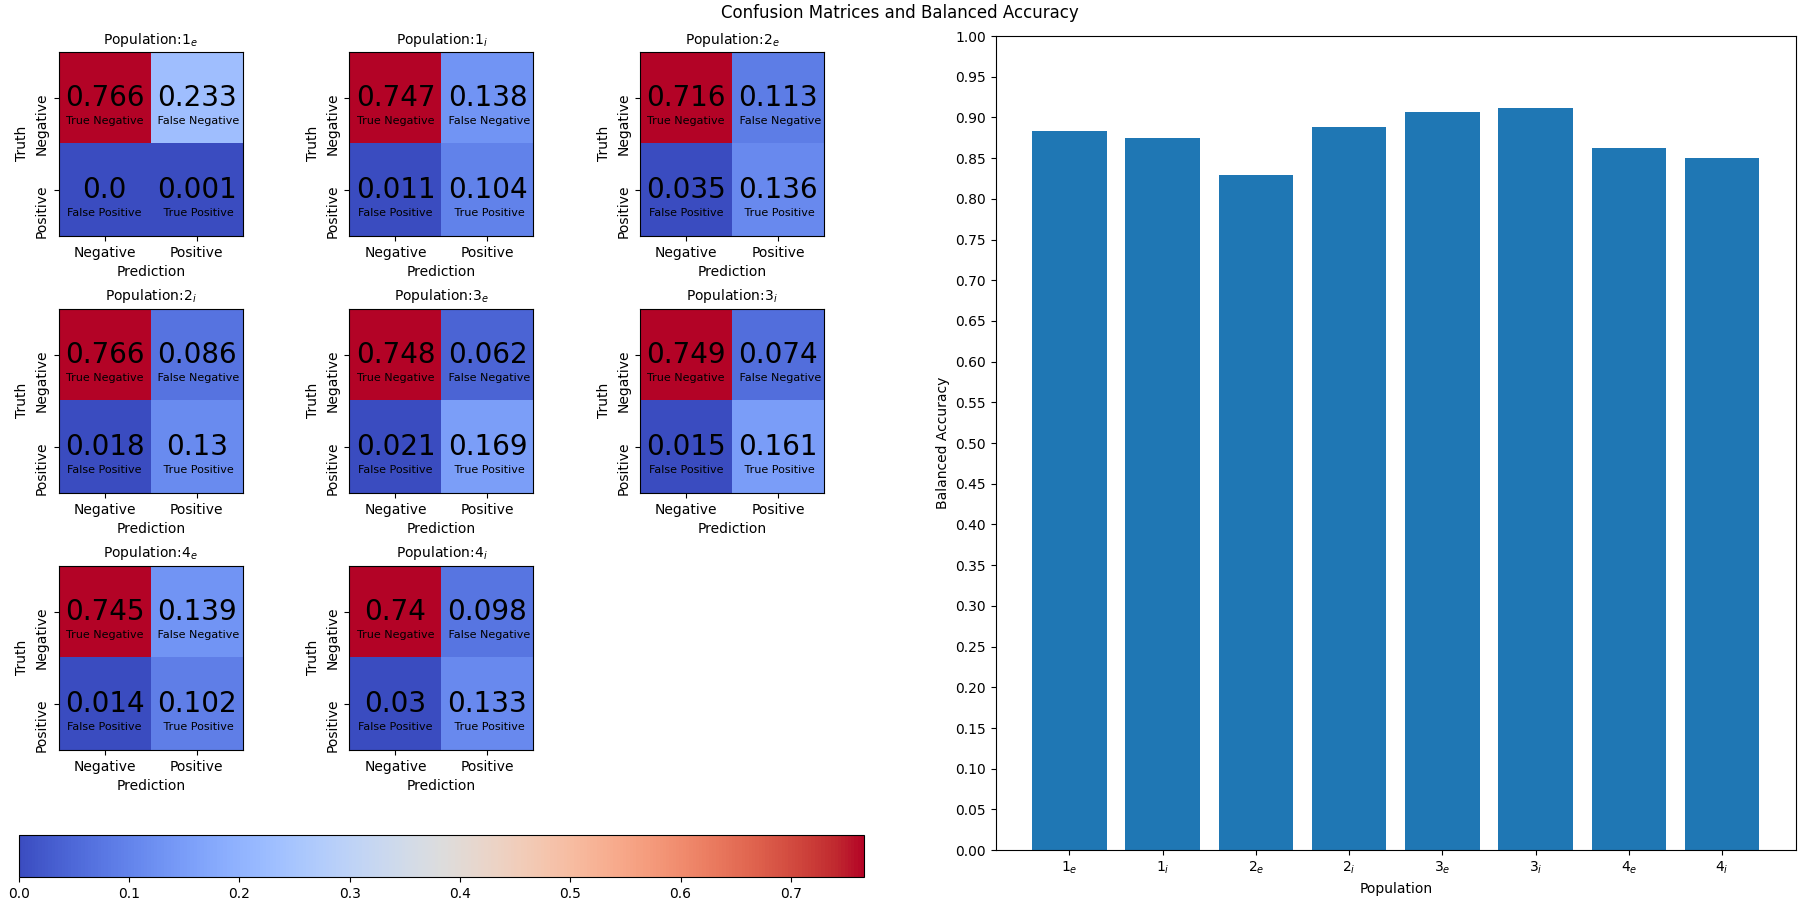 Confusion Matrices and Balanced Accuracy
Population:1e
Truth
Negative
Positive
0.766
True Negative
0.233
False Negative
0.0
False Positive
0.001
True Positive
Negative Positive
Prediction
Population:1i
Truth
Negative
Positive
0.747
True Negative
0.138
False Negative
0.011
False Positive
0.104
True Positive
Negative Positive
Prediction
Population:2e
Truth
Negative
Positive
0.716
True Negative
0.113
False Negative
0.035
False Positive
0.136
True Positive
Negative Positive
Prediction
Population:2i
Truth
Negative
Positive
0.766
True Negative
0.086
False Negative
0.018
False Positive
0.13
True Positive
Negative Positive
Prediction
Population:3e
Truth
Negative
Positive
0.748
True Negative
0.062
False Negative
0.021
False Positive
0.169
True Positive
Negative Positive
Prediction
Population:3i
Truth
Negative
Positive
0.749
True Negative
0.074
False Negative
0.015
False Positive
0.161
True Positive
Negative Positive
Prediction
Population:4e
Truth
Negative
Positive
0.745
True Negative
0.139
False Negative
0.014
False Positive
0.102
True Positive
Negative Positive
Prediction
Population:4i
Truth
Negative
Positive
0.74
True Negative
0.098
False Negative
0.03
False Positive
0.133
True Positive
Negative Positive
Prediction
0.0 0.1 0.2 0.3 0.4 0.5 0.6 0.7
Balanced Accuracy
1.00
0.95
0.90
0.85
0.80
0.75
0.70
0.65
0.60
0.55
0.50
0.45
0.40
0.35
0.30
0.25
0.20
0.15
0.10
0.05
0.00
1e 1i 2e 2i 3e 3i 4e 4i
Population